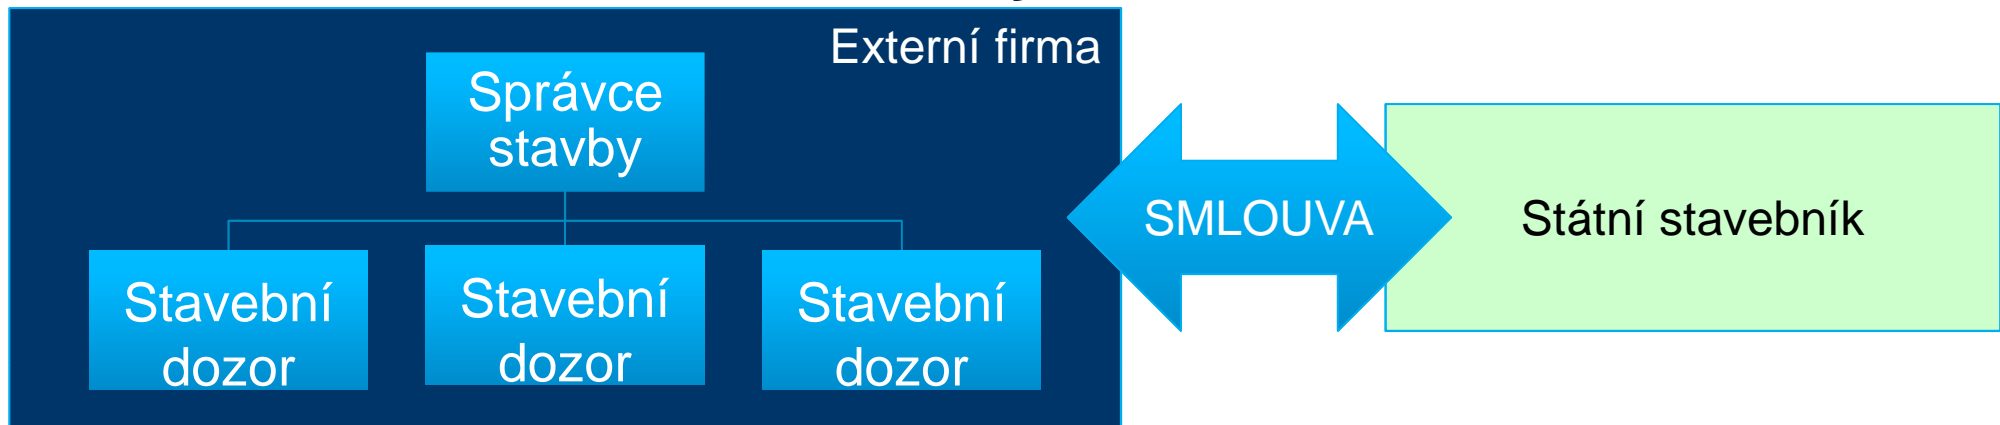 Externí firma
Správce
stavby
Stavební
dozor
Stavební
dozor
Stavební
dozor
SMLOUVA
Státní stavebník